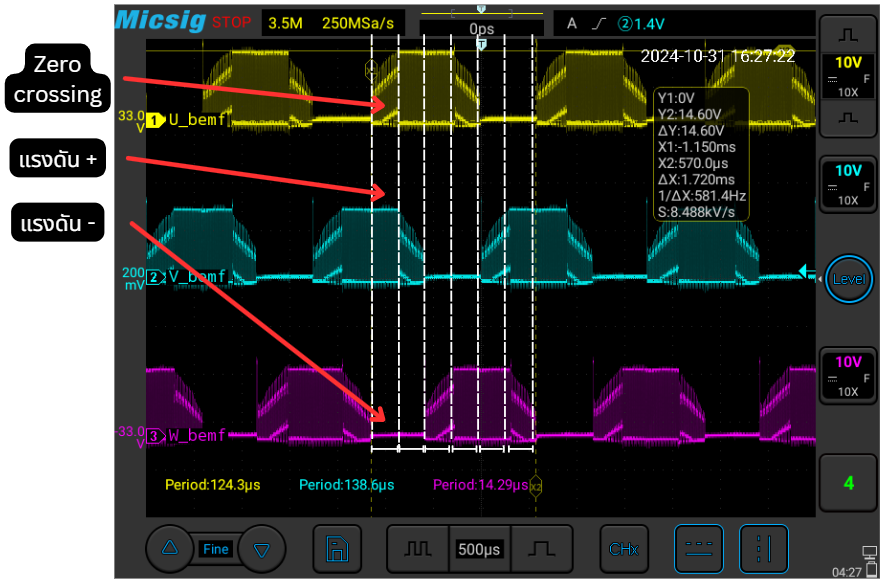 Micsig STOP 3.5M 250MSa/s 0ps A ②1.4V
2024-10-31 16:27:22
Zero
crossing
แรงดัน +
แรงดัน -
33.0
V
1 U_bemf
200
mV
2 V_bemf
-33.0
V
3 W_bemf
X1
Y1:0V
Y2:14.60V
ΔY:14.60V
X1:-1.150ms
X2:570.0µs
ΔX:1.720ms
1/ΔX:581.4Hz
S:8.488kV/s
Period:124.3µs Period:138.6µs Period:14.29µs X2
10V
F
10X
10V
F
10X
Level
10V
F
10X
4
Fine 500µs CHx
04:27